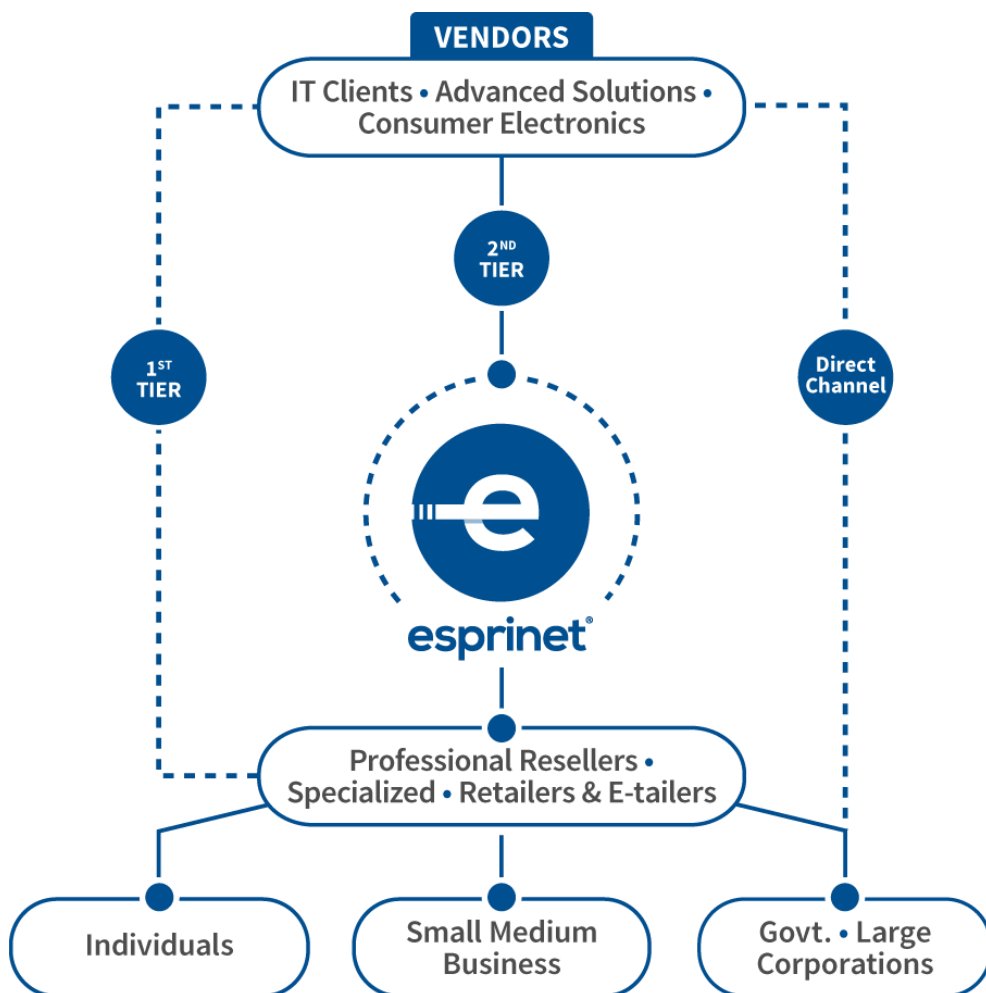 VENDORS
IT Clients • Advanced Solutions •
Consumer Electronics
2ND
TIER
1ST
TIER
Direct
Channel
e
esprinet®
Professional Resellers •
Specialized • Retailers & E-tailers
Individuals
Small Medium
Business
Govt. • Large
Corporations